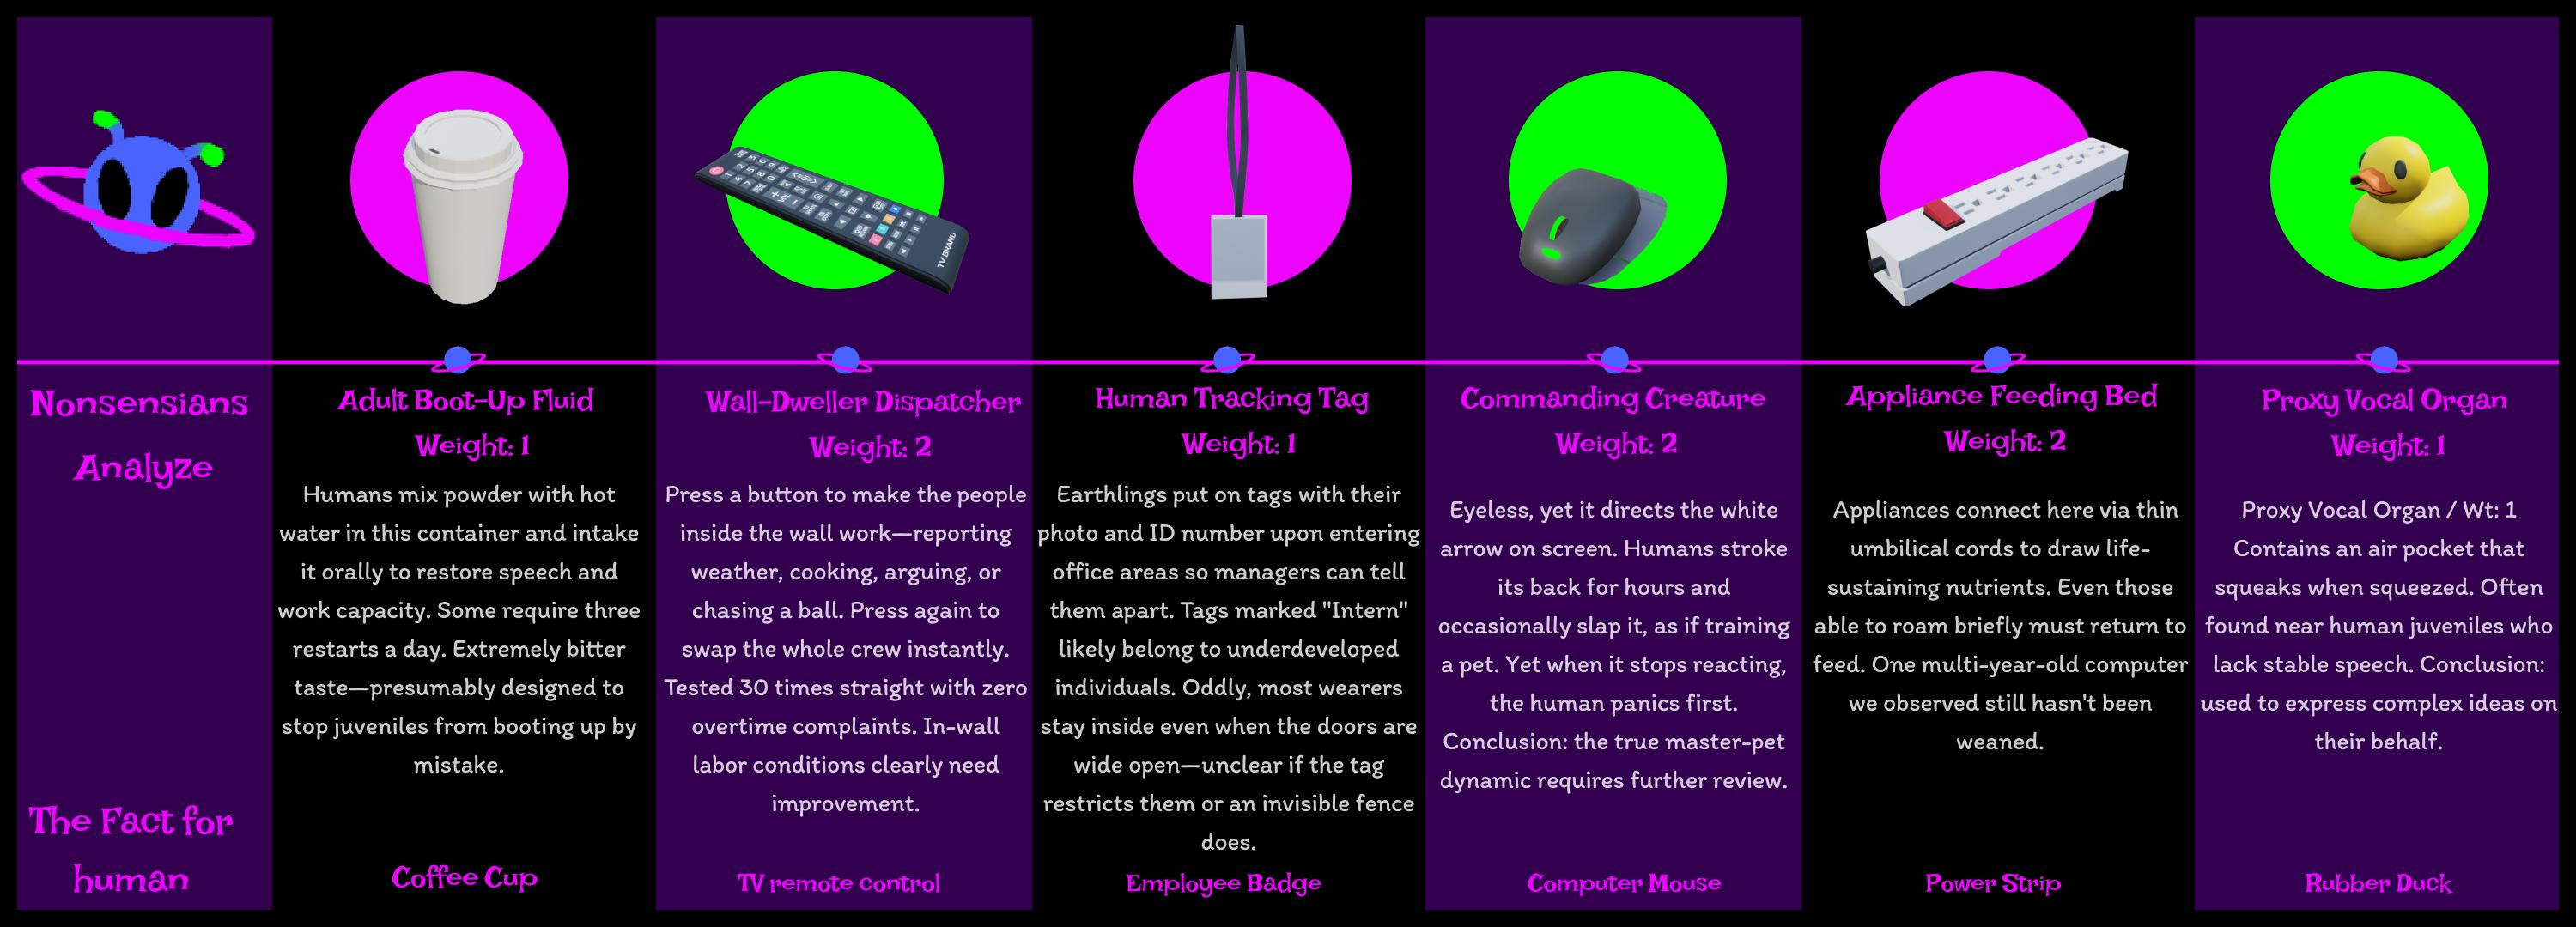 Nonsensians
Analyze
The Fact for
human
TV BRAND
Adult Boot-Up Fluid
Weight: 1
Humans mix powder with hot
water in this container and intake
it orally to restore speech and
work capacity. Some require three
restarts a day. Extremely bitter
taste—presumably designed to
stop juveniles from booting up by
mistake.
Coffee Cup
Wall-Dweller Dispatcher
Weight: 2
Press a button to make the people
inside the wall work—reporting
weather, cooking, arguing, or
chasing a ball. Press again to
swap the whole crew instantly.
Tested 30 times straight with zero
overtime complaints. In-wall
labor conditions clearly need
improvement.
TV remote control
Human Tracking Tag
Weight: 1
Earthlings put on tags with their
photo and ID number upon entering
office areas so managers can tell
them apart. Tags marked "Intern"
likely belong to underdeveloped
individuals. Oddly, most wearers
stay inside even when the doors are
wide open—unclear if the tag
restricts them or an invisible fence
does.
Employee Badge
Commanding Creature
Weight: 2
Eyeless, yet it directs the white
arrow on screen. Humans stroke
its back for hours and
occasionally slap it, as if training
a pet. Yet when it stops reacting,
the human panics first.
Conclusion: the true master-pet
dynamic requires further review.
Computer Mouse
Appliance Feeding Bed
Weight: 2
Appliances connect here via thin
umbilical cords to draw life-
sustaining nutrients. Even those
able to roam briefly must return to
feed. One multi-year-old computer
we observed still hasn't been
weaned.
Power Strip
Proxy Vocal Organ
Weight: 1
Proxy Vocal Organ / Wt: 1
Contains an air pocket that
squeaks when squeezed. Often
found near human juveniles who
lack stable speech. Conclusion:
used to express complex ideas on
their behalf.
Rubber Duck